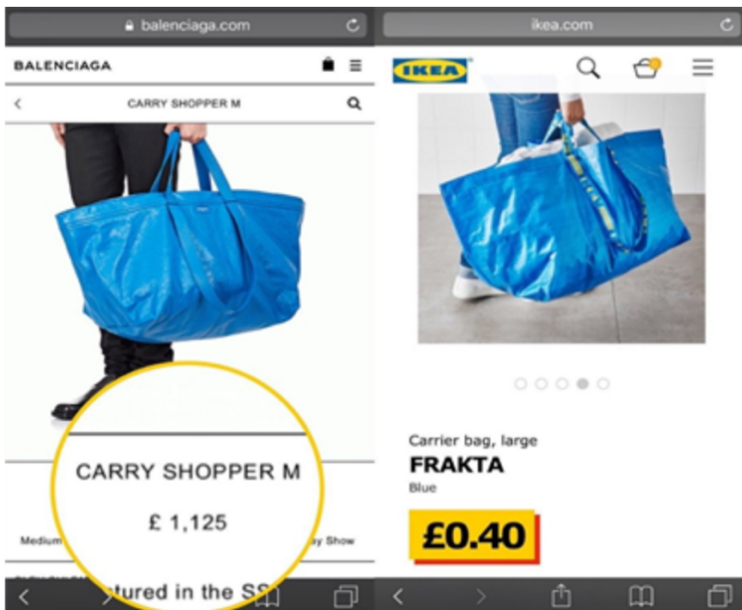 balenciaga.com
BALENCIAGA
CARRY SHOPPER M
CARRY SHOPPER M
£ 1,125
Medium
ay Show
tured in the SS
ikea.com
IKEA
Carrier bag, large
FRAKTA
Blue
£0.40